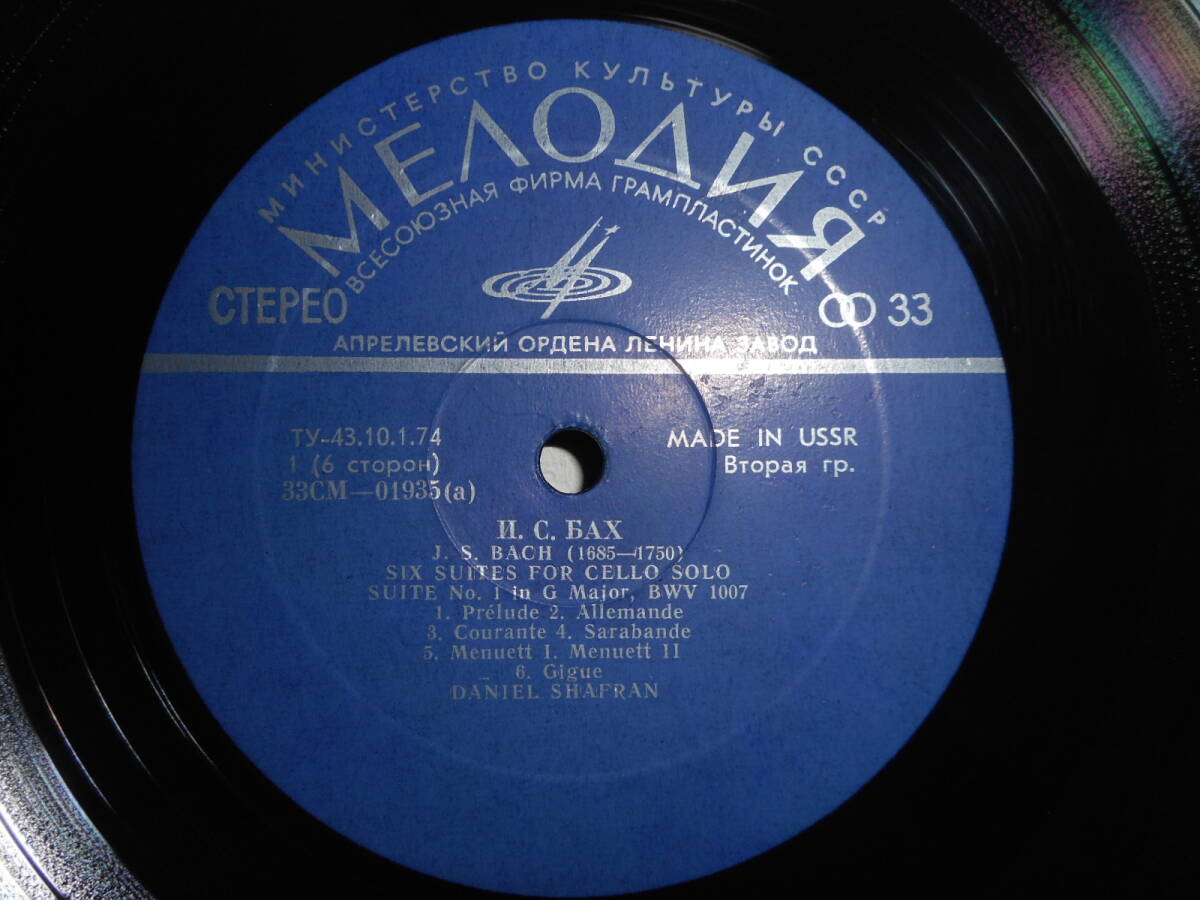 МИНИСТЕРСТВО КУЛЬТУРЫ СССР
МЕЛОДИЯ
ВСЕСОЮЗНАЯ ФИРМА ГРАМПЛАСТИНОК
СТЕРЕО
33
АПРЕЛЕВСКИЙ ОРДЕНА ЛЕНИНА ЗАВОД
ТУ-43.10.1.74
MADE IN USSR
1 (6 сторон)
Вторая гр.
33СМ—01935(а)
И. С. БАХ
J. S. BACH (1685—1750)
SIX SUITES FOR CELLO SOLO
SUITE No. 1 in G Major, BWV 1007
1. Prélude 2. Allemande
3. Courante 4. Sarabande
5. Menuett I. Menuett II
6. Gigue
DANIEL SHAFRAN